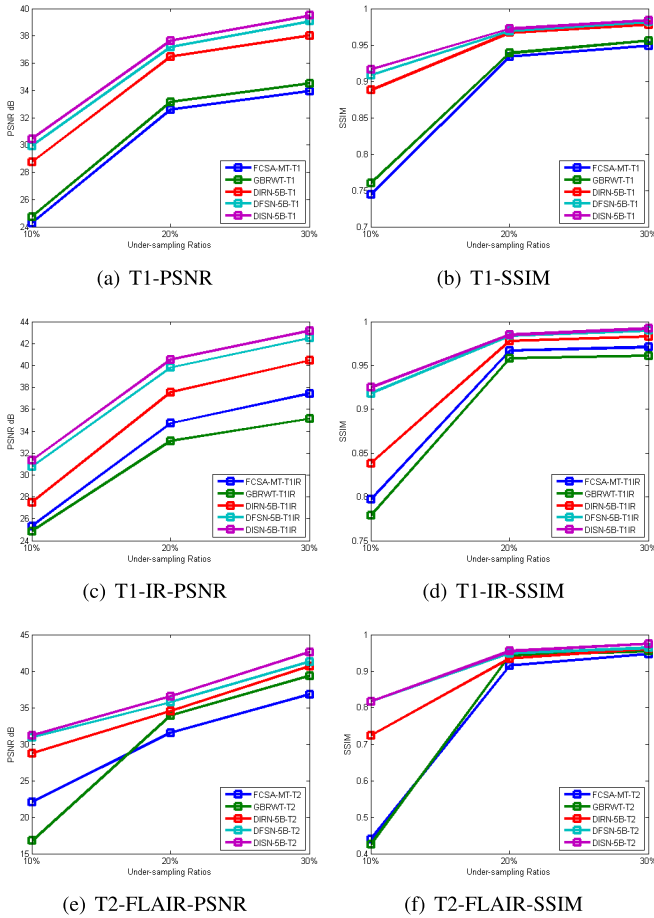 40
38
36
34
32
30
28
26
24
PSNR dB
10%
20%
30%
Under-sampling Ratios
FCSA-MT-T1
GBRWT-T1
DIRN-5B-T1
DFSN-5B-T1
DISN-5B-T1
(a) T1-PSNR
1
0.95
0.9
0.85
0.8
0.75
0.7
SSIM
10%
20%
30%
Under-sampling Ratios
FCSA-MT-T1
GBRWT-T1
DIRN-5B-T1
DFSN-5B-T1
DISN-5B-T1
(b) T1-SSIM
44
42
40
38
36
34
32
30
28
26
24
PSNR dB
10%
20%
30%
Under-sampling Ratios
FCSA-MT-T1IR
GBRWT-T1IR
DIRN-5B-T1IR
DFSN-5B-T1IR
DISN-5B-T1IR
(c) T1-IR-PSNR
1
0.95
0.9
0.85
0.8
0.75
SSIM
10%
20%
30%
Under-sampling Ratios
FCSA-MT-T1IR
GBRWT-T1IR
DIRN-5B-T1IR
DFSN-5B-T1IR
DISN-5B-T1IR
(d) T1-IR-SSIM
45
40
35
30
25
20
15
PSNR dB
10%
20%
30%
Under-sampling Ratios
FCSA-MT-T2
GBRWT-T2
DIRN-5B-T2
DFSN-5B-T2
DISN-5B-T2
(e) T2-FLAIR-PSNR
1
0.9
0.8
0.7
0.6
0.5
0.4
SSIM
10%
20%
30%
Under-sampling Ratios
FCSA-MT-T2
GBRWT-T2
DIRN-5B-T2
DFSN-5B-T2
DISN-5B-T2
(f) T2-FLAIR-SSIM